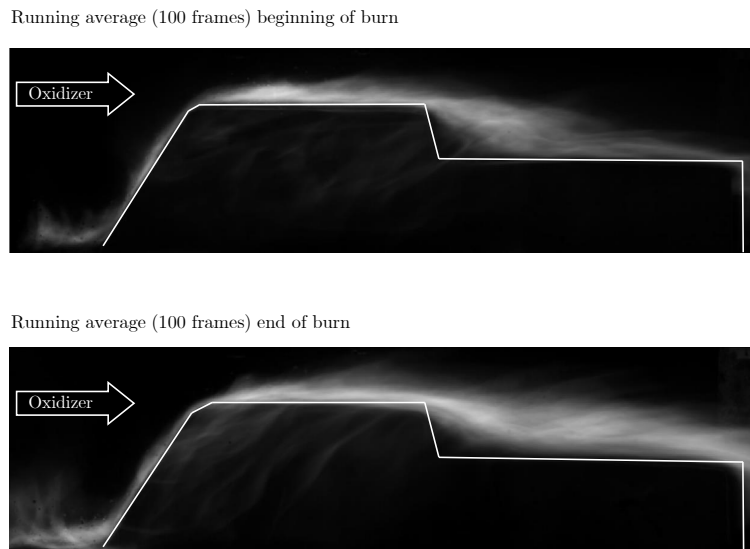 Running average (100 frames) beginning of burn
Oxidizer
Running average (100 frames) end of burn
Oxidizer